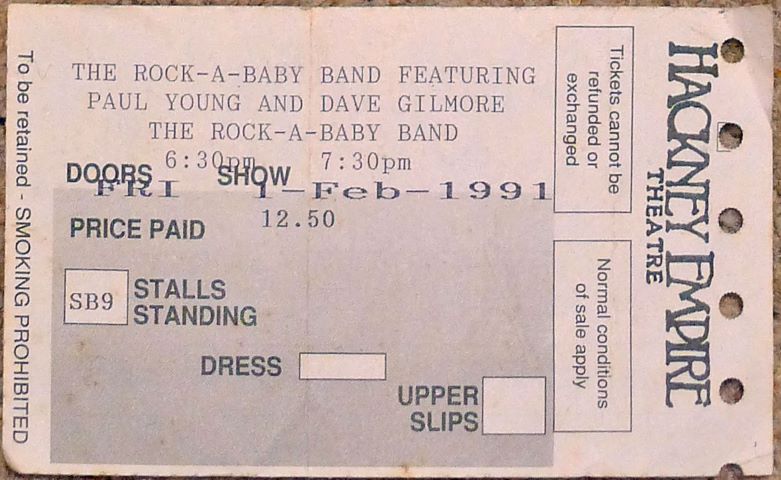 To be retained - SMOKING PROHIBITED
THE ROCK-A-BABY BAND FEATURING
PAUL YOUNG AND DAVE GILMORE
THE ROCK-A-BABY BAND
6:30pm 7:30pm
DOORS SHOW
FRI 1-Feb-1991
PRICE PAID 12.50
SB9 STALLS
STANDING
DRESS
UPPER
SLIPS
Tickets cannot be
refunded or
exchanged
Normal conditions
of sale apply
HACKNEY EMPIRE
THEATRE